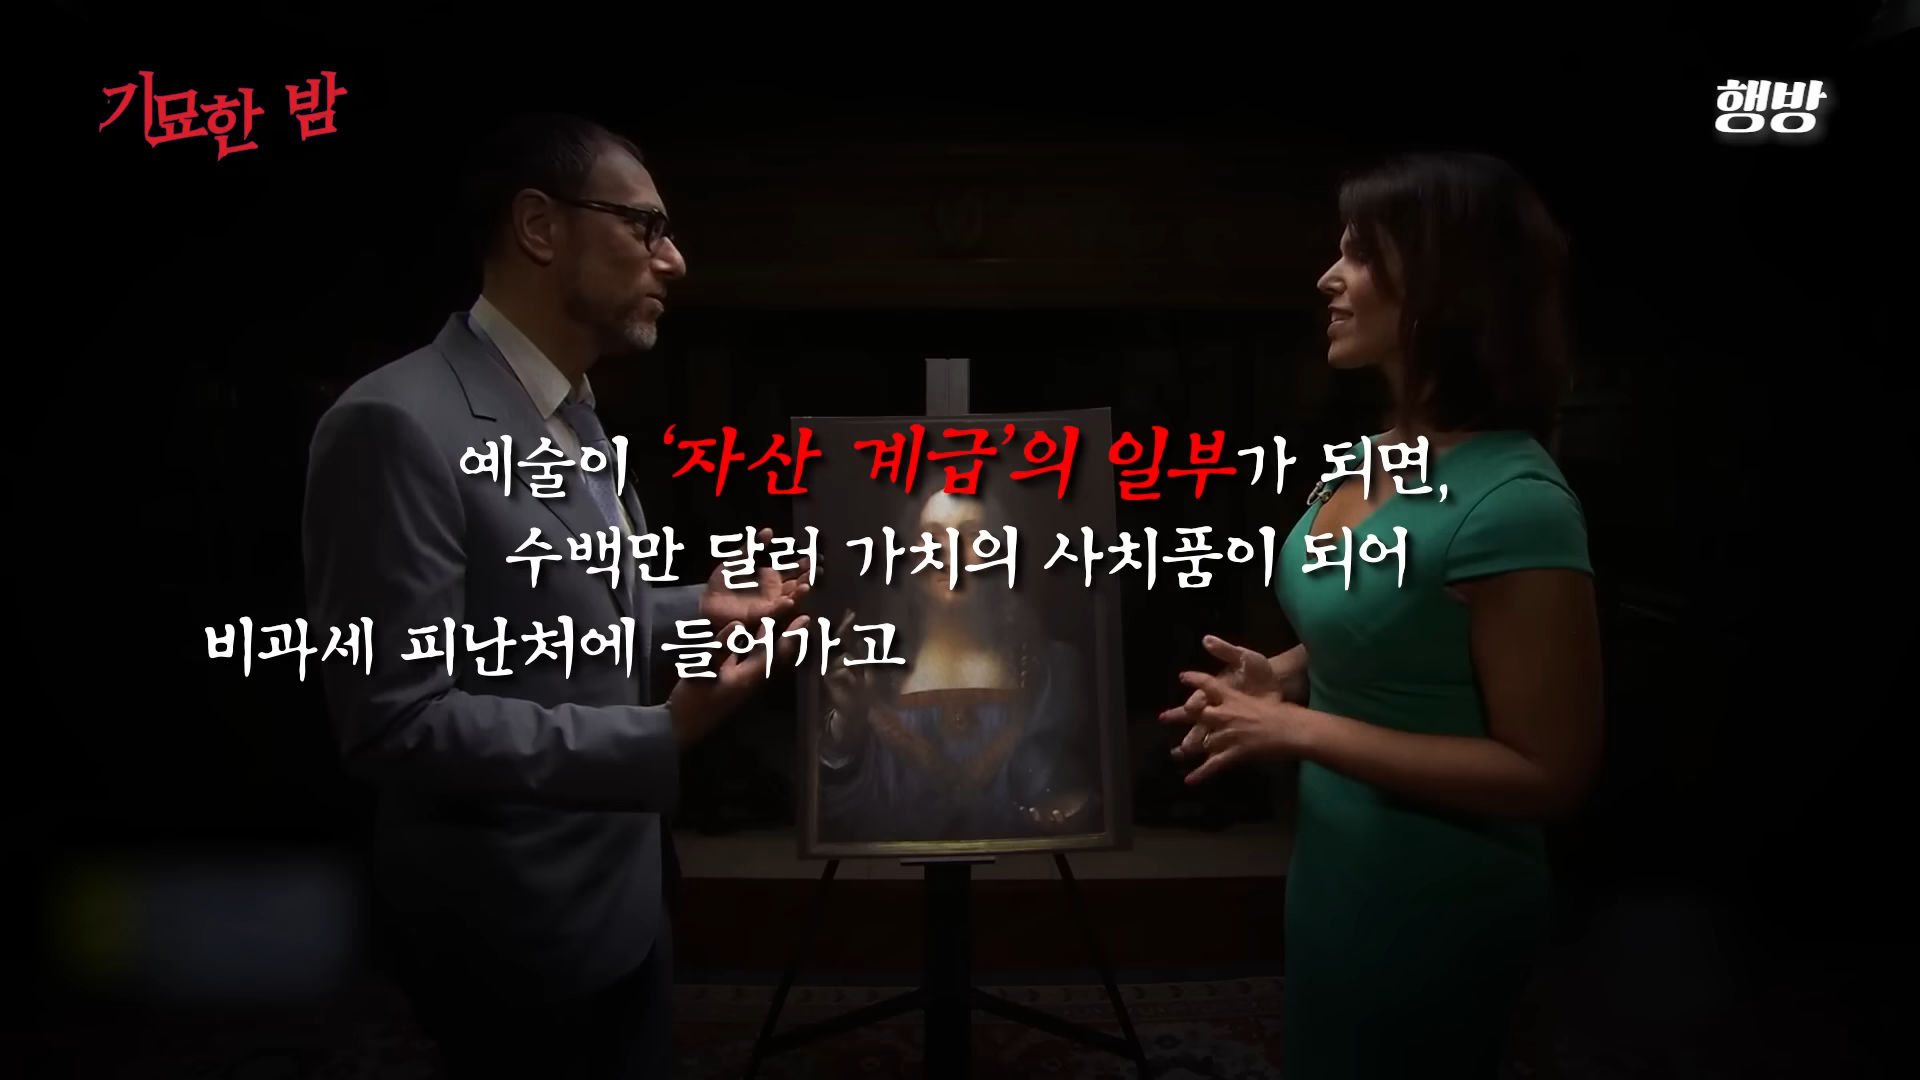 기묘한 밤
행방
예술이 ‘자산 계급’의 일부가 되면,
수백만 달러 가치의 사치품이 되어
비과세 피난처에 들어가고